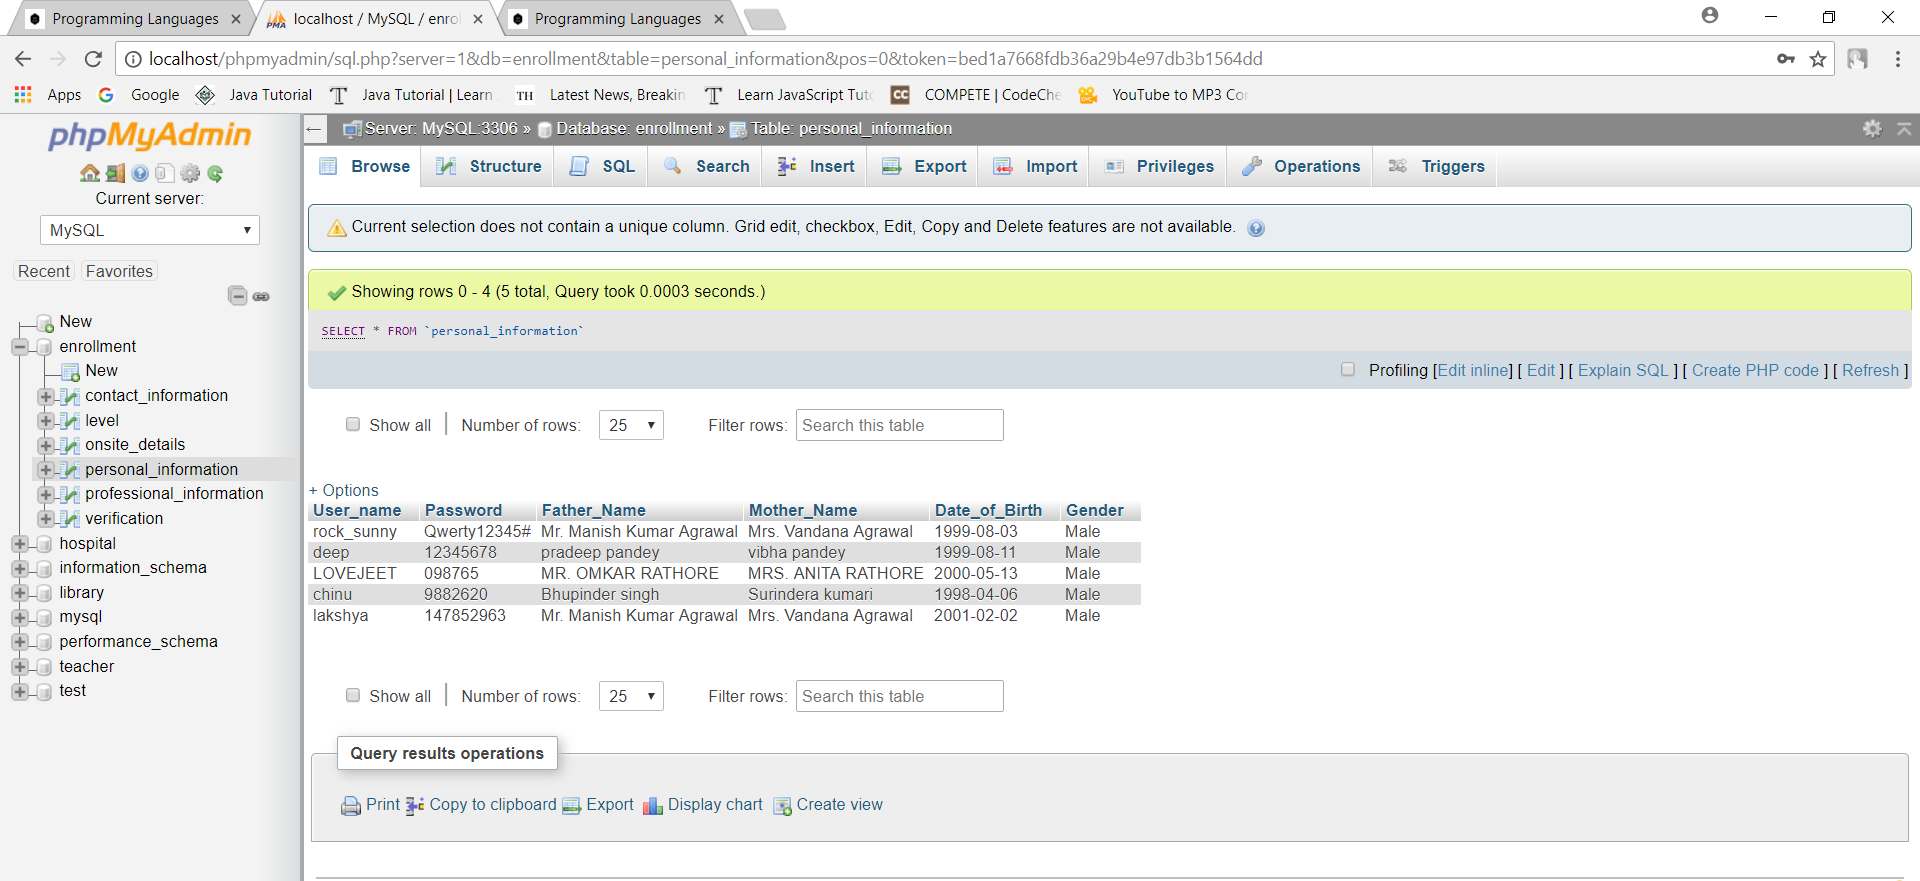 Programming Languages
localhost / MySQL / enrol
Programming Languages
localhost/phpmyadmin/sql.php?server=1&db=enrollment&table=personal_information&pos=0&token=bed1a7668fdb36a29b4e97db3b1564dd
Apps Google Java Tutorial Java Tutorial | Learn TH Latest News, Breakin Learn JavaScript Tuto CC COMPETE | CodeChe YouTube to MP3 Con
phpMyAdmin
Current server:
MySQL
Recent Favorites
New
enrollment
New
contact_information
level
onsite_details
personal_information
professional_information
verification
hospital
information_schema
library
mysql
performance_schema
teacher
test
Server: MySQL:3306 » Database: enrollment » Table: personal_information
Browse Structure SQL Search Insert Export Import Privileges Operations Triggers
Current selection does not contain a unique column. Grid edit, checkbox, Edit, Copy and Delete features are not available.
Showing rows 0 - 4 (5 total, Query took 0.0003 seconds.)
SELECT * FROM `personal_information`
Profiling [Edit inline] [ Edit ] [ Explain SQL ] [ Create PHP code ] [ Refresh ]
Show all | Number of rows: 25 Filter rows: Search this table
+ Options
User_name Password Father_Name Mother_Name Date_of_Birth Gender
rock_sunny Qwerty12345# Mr. Manish Kumar Agrawal Mrs. Vandana Agrawal 1999-08-03 Male
deep 12345678 pradeep pandey vibha pandey 1999-08-11 Male
LOVEJEET 098765 MR. OMKAR RATHORE MRS. ANITA RATHORE 2000-05-13 Male
chinu 9882620 Bhupinder singh Surindera kumari 1998-04-06 Male
lakshya 147852963 Mr. Manish Kumar Agrawal Mrs. Vandana Agrawal 2001-02-02 Male
Show all | Number of rows: 25 Filter rows: Search this table
Query results operations
Print Copy to clipboard Export Display chart Create view